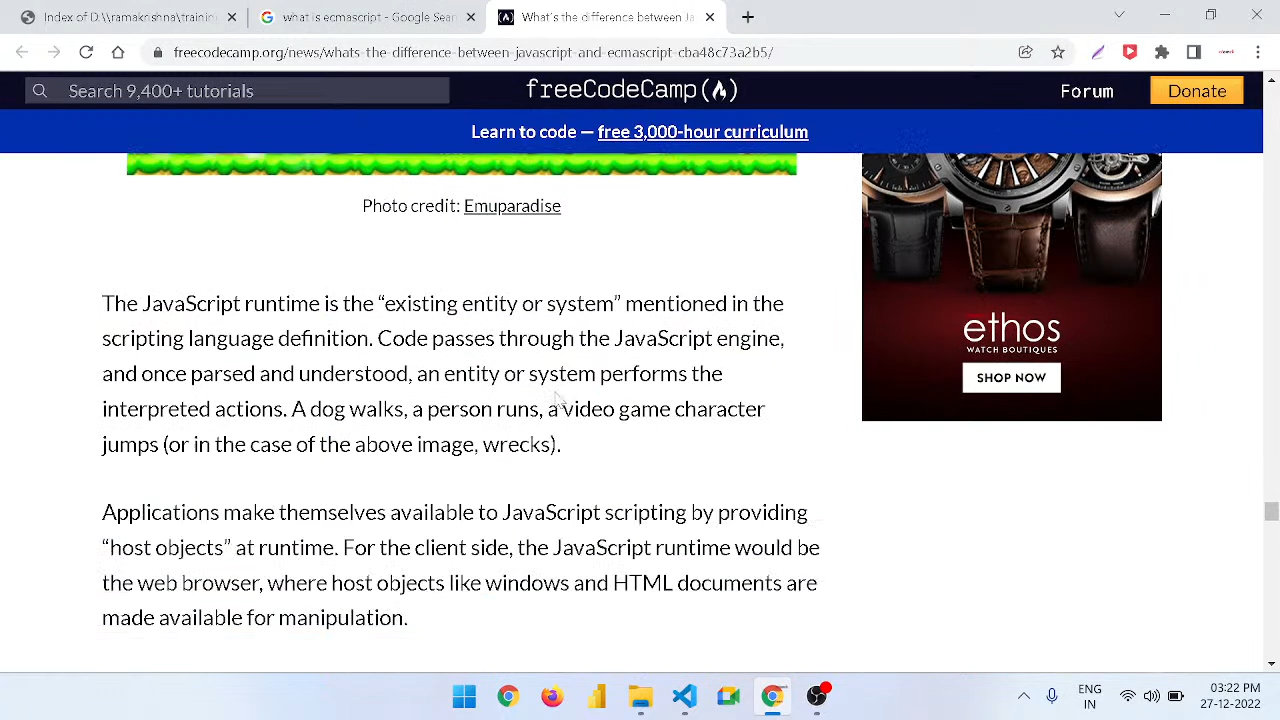 Index of D:\\namaskar\training
what is ecmascript - Google Sear
What's the difference between Ja
freecodecamp.org/news/whats-the-difference-between-javascript-and-ecmascript-cba48c73a2b5/
Search 9,400+ tutorials
freeCodeCamp
Forum
Donate
Learn to code — free 3,000-hour curriculum
Photo credit: Emuparadise
The JavaScript runtime is the “existing entity or system” mentioned in the
scripting language definition. Code passes through the JavaScript engine,
and once parsed and understood, an entity or system performs the
interpreted actions. A dog walks, a person runs, a video game character
jumps (or in the case of the above image, wrecks).
Applications make themselves available to JavaScript scripting by providing
“host objects” at runtime. For the client side, the JavaScript runtime would be
the web browser, where host objects like windows and HTML documents are
made available for manipulation.
ethos
WATCH BOUTIQUES
SHOP NOW
ENG
IN
03:22 PM
27-12-2022